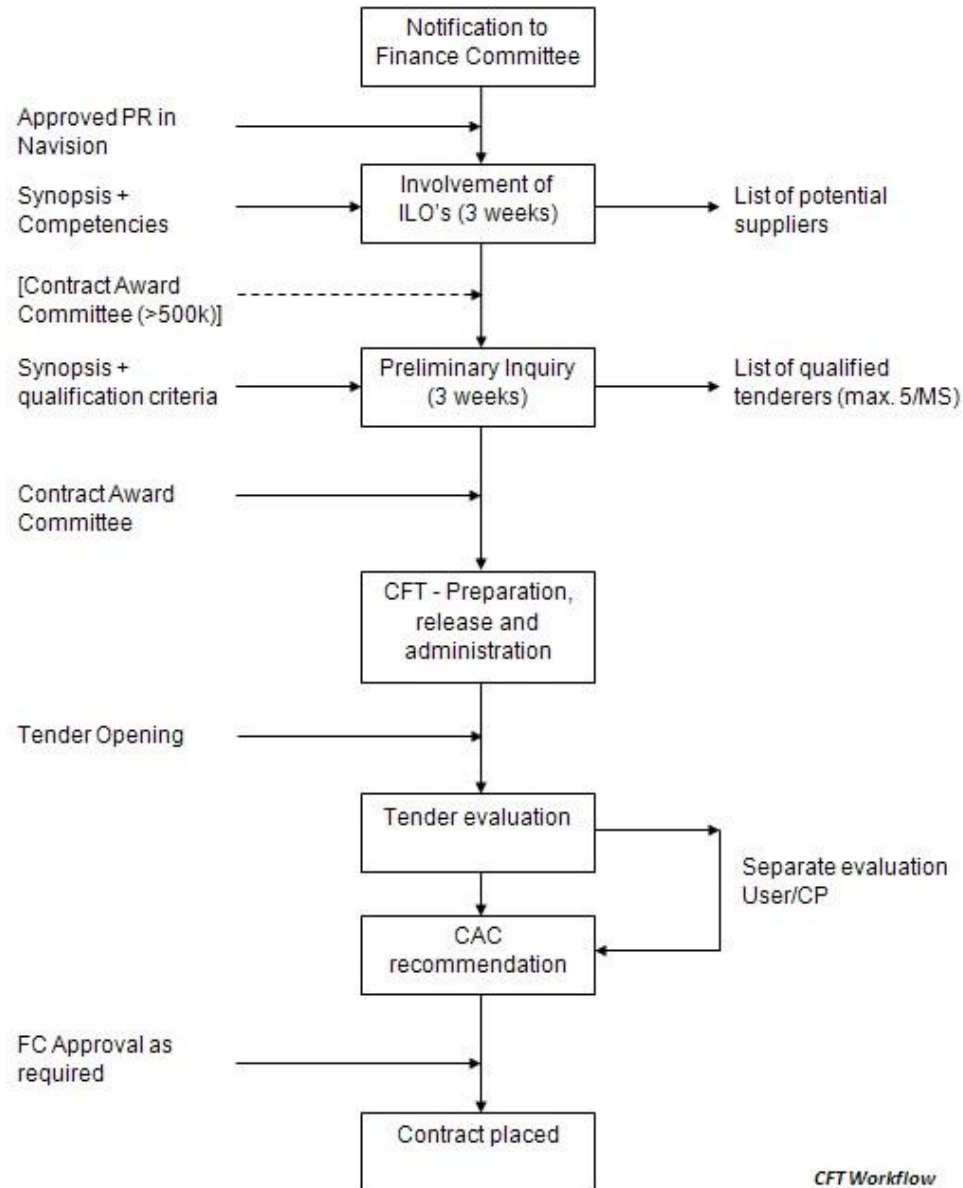 Notification to
Finance Committee
Approved PR in
Navision
Synopsis +
Competencies
Involvement of
ILO's (3 weeks)
List of potential
suppliers
[Contract Award
Committee (>500k)]
Synopsis +
qualification criteria
Preliminary Inquiry
(3 weeks)
List of qualified
tenderers (max. 5/MS)
Contract Award
Committee
CFT - Preparation,
release and
administration
Tender Opening
Tender evaluation
Separate evaluation
User/CP
CAC
recommendation
FC Approval as
required
Contract placed
CFT Workflow